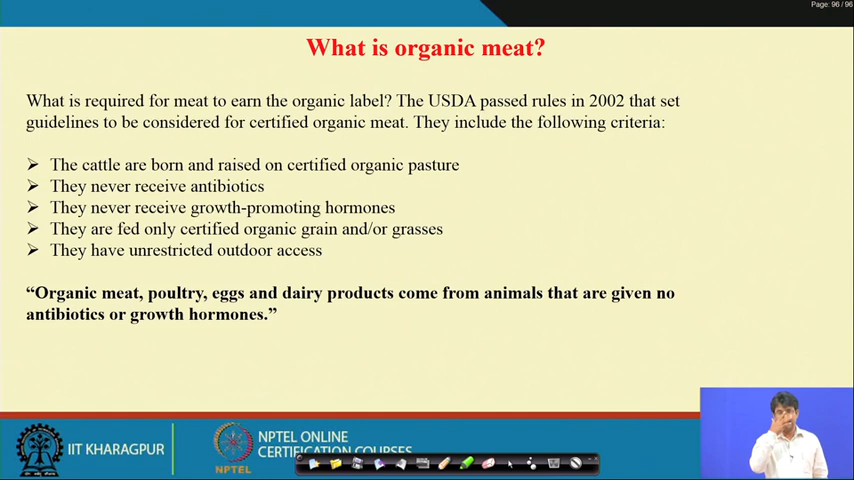 Page: 96 / 96
What is organic meat?
What is required for meat to earn the organic label? The USDA passed rules in 2002 that set
guidelines to be considered for certified organic meat. They include the following criteria:
➢ The cattle are born and raised on certified organic pasture
➢ They never receive antibiotics
➢ They never receive growth-promoting hormones
➢ They are fed only certified organic grain and/or grasses
➢ They have unrestricted outdoor access
“Organic meat, poultry, eggs and dairy products come from animals that are given no
antibiotics or growth hormones.”
IIT KHARAGPUR
NPTEL
NPTEL ONLINE
CERTIFICATION COURSES